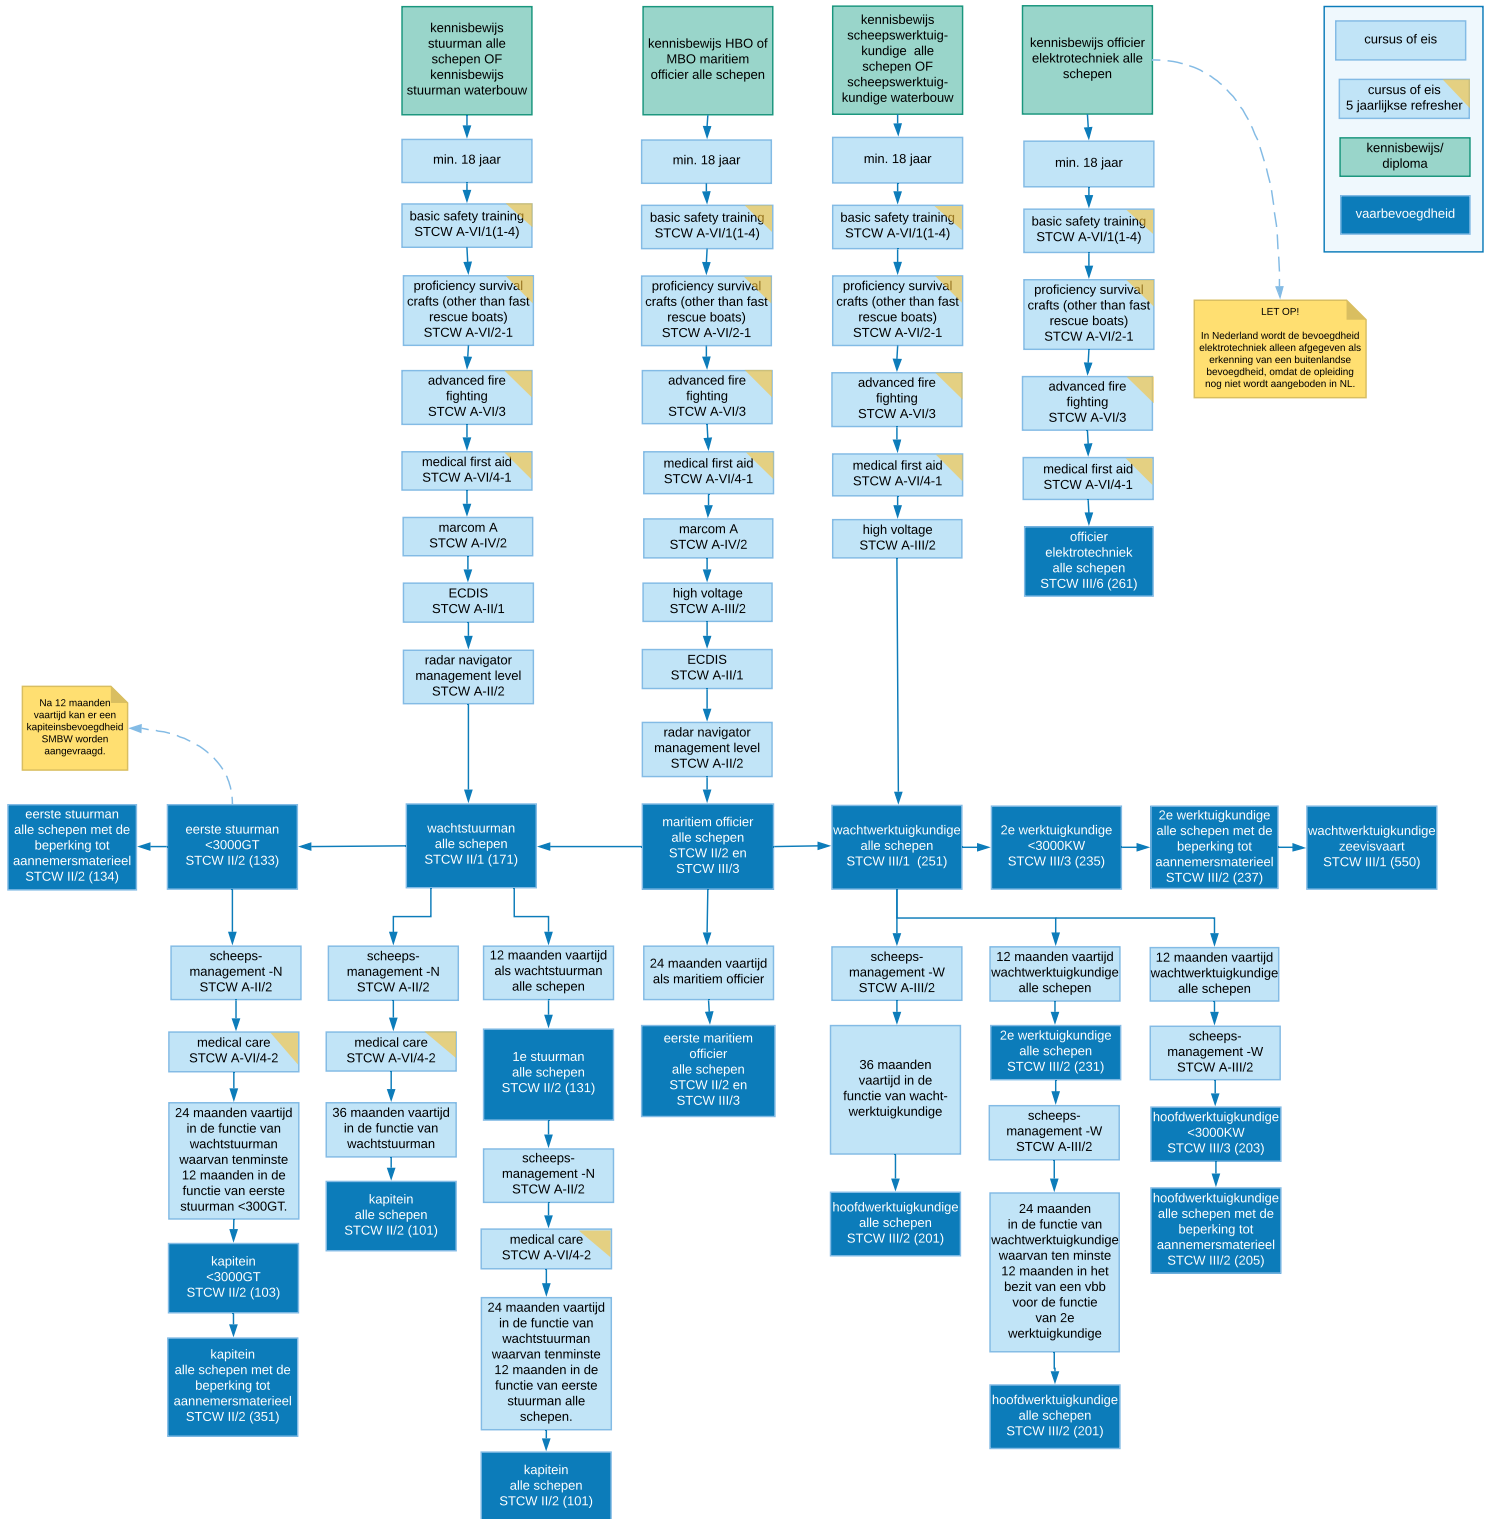 kennisbewijs
stuurman alle
schepen OF
kennisbewijs
stuurman waterbouw
min. 18 jaar
basic safety training
STCW A-VI/1(1-4)
proficiency survival
crafts (other than fast
rescue boats)
STCW A-VI/2-1
advanced fire
fighting
STCW A-VI/3
medical first aid
STCW A-VI/4-1
marcom A
STCW A-IV/2
ECDIS
STCW A-II/1
radar navigator
management level
STCW A-II/2
kennisbewijs HBO of
MBO maritiem
officier alle schepen
min. 18 jaar
basic safety training
STCW A-VI/1(1-4)
proficiency survival
crafts (other than fast
rescue boats)
STCW A-VI/2-1
advanced fire
fighting
STCW A-VI/3
medical first aid
STCW A-VI/4-1
marcom A
STCW A-IV/2
high voltage
STCW A-III/2
ECDIS
STCW A-II/1
radar navigator
management level
STCW A-II/2
kennisbewijs
scheepswerktuig-
kundige alle
schepen OF
scheepswerktuig-
kundige waterbouw
min. 18 jaar
basic safety training
STCW A-VI/1(1-4)
proficiency survival
crafts (other than fast
rescue boats)
STCW A-VI/2-1
advanced fire
fighting
STCW A-VI/3
medical first aid
STCW A-VI/4-1
high voltage
STCW A-III/2
kennisbewijs officier
elektrotechniek alle
schepen
min. 18 jaar
basic safety training
STCW A-VI/1(1-4)
proficiency survival
crafts (other than fast
rescue boats)
STCW A-VI/2-1
advanced fire
fighting
STCW A-VI/3
medical first aid
STCW A-VI/4-1
officier
elektrotechniek
alle schepen
STCW III/6 (261)
cursus of eis
cursus of eis
5 jaarlijkse refresher
kennisbewijs/
diploma
vaarbevoegdheid
LET OP!
In Nederland wordt de bevoegdheid
elektrotechniek alleen afgegeven als
erkenning van een buitenlandse
bevoegdheid, omdat de opleiding
nog niet wordt aangeboden in NL.
Na 12 maanden
vaartijd kan er een
kapiteinsbevoegdheid
SMBW worden
aangevraagd.
eerste stuurman
alle schepen met de
beperking tot
aannemersmaterieel
STCW II/2 (134)
eerste stuurman
<3000GT
STCW II/2 (133)
wachtstuurman
alle schepen
STCW II/1 (171)
maritiem officier
alle schepen
STCW II/2 en
STCW III/3
wachtwerktuigkundige
alle schepen
STCW III/1 (251)
2e werktuigkundige
<3000KW
STCW III/3 (235)
2e werktuigkundige
alle schepen met de
beperking tot
aannemersmaterieel
STCW III/2 (237)
wachtwerktuigkundige
zeevisvaart
STCW III/1 (550)
scheeps-
management -N
STCW A-II/2
medical care
STCW A-VI/4-2
24 maanden vaartijd
in de functie van
wachtstuurman
waarvan tenminste
12 maanden in de
functie van eerste
stuurman <300GT.
kapitein
<3000GT
STCW II/2 (103)
kapitein
alle schepen met de
beperking tot
aannemersmaterieel
STCW II/2 (351)
scheeps-
management -N
STCW A-II/2
medical care
STCW A-VI/4-2
36 maanden vaartijd
in de functie van
wachtstuurman
kapitein
alle schepen
STCW II/2 (101)
12 maanden vaartijd
als wachtstuurman
alle schepen
1e stuurman
alle schepen
STCW II/2 (131)
scheeps-
management -N
STCW A-II/2
medical care
STCW A-VI/4-2
24 maanden vaartijd
in de functie van
wachtstuurman
waarvan tenminste
12 maanden in de
functie van eerste
stuurman alle
schepen.
kapitein
alle schepen
STCW II/2 (101)
24 maanden vaartijd
als maritiem officier
eerste maritiem
officier
alle schepen
STCW II/2 en
STCW III/3
scheeps-
management -W
STCW A-III/2
36 maanden
vaartijd in de
functie van wacht-
werktuigkundige
hoofdwerktuigkundige
alle schepen
STCW III/2 (201)
12 maanden vaartijd
wachtwerktuigkundige
alle schepen
2e werktuigkundige
alle schepen
STCW III/2 (231)
scheeps-
management -W
STCW A-III/2
24 maanden
in de functie van
wachtwerktuigkundige
waarvan ten minste
12 maanden in het
bezit van een vbb
voor de functie
van 2e
werktuigkundige
hoofdwerktuigkundige
alle schepen
STCW III/2 (201)
12 maanden vaartijd
wachtwerktuigkundige
alle schepen
scheeps-
management -W
STCW A-III/2
hoofdwerktuigkundige
<3000KW
STCW III/3 (203)
hoofdwerktuigkundige
alle schepen met de
beperking tot
aannemersmaterieel
STCW III/2 (205)